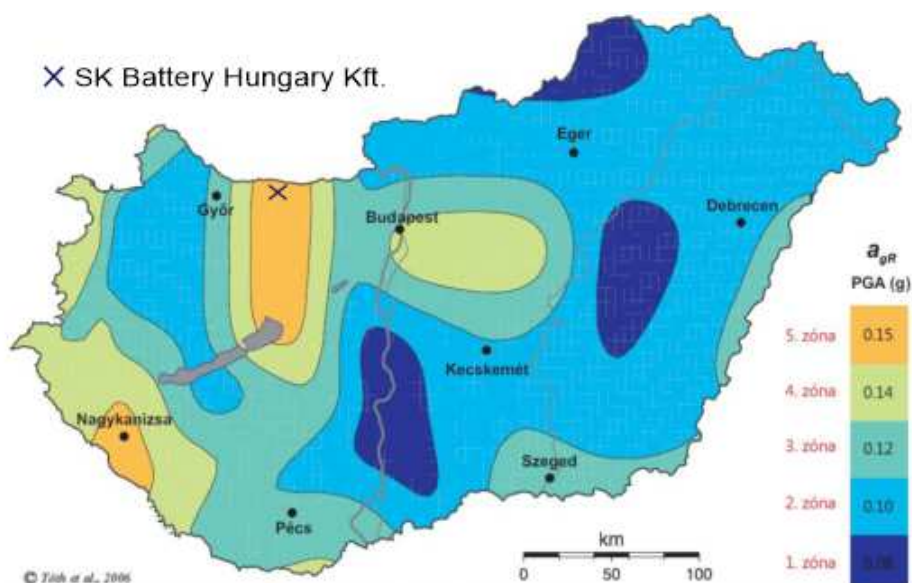 × SK Battery Hungary Kft.
Eger
Győr
Budapest
Debrecen
a_gR
PGA (g)
5. zóna 0.15
Kecskemét
4. zóna 0.14
Nagykanizsa
3. zóna 0.12
Szeged
2. zóna 0.10
Pécs
km
1. zóna 0.08
0 50 100
© Tóth et al., 2006